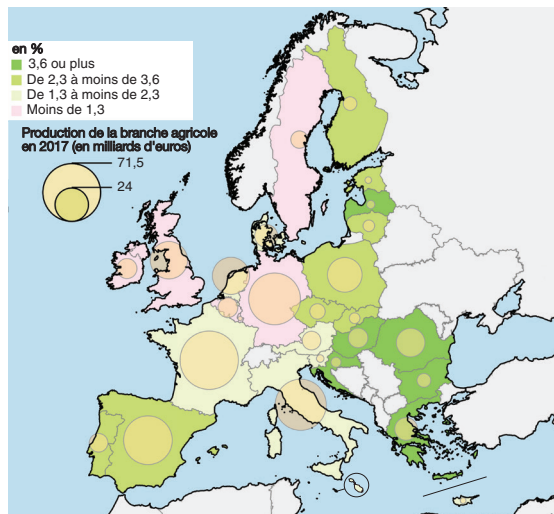 en %
3,6 ou plus
De 2,3 à moins de 3,6
De 1,3 à moins de 2,3
Moins de 1,3
Production de la branche agricole
en 2017 (en milliards d'euros)
71,5
24